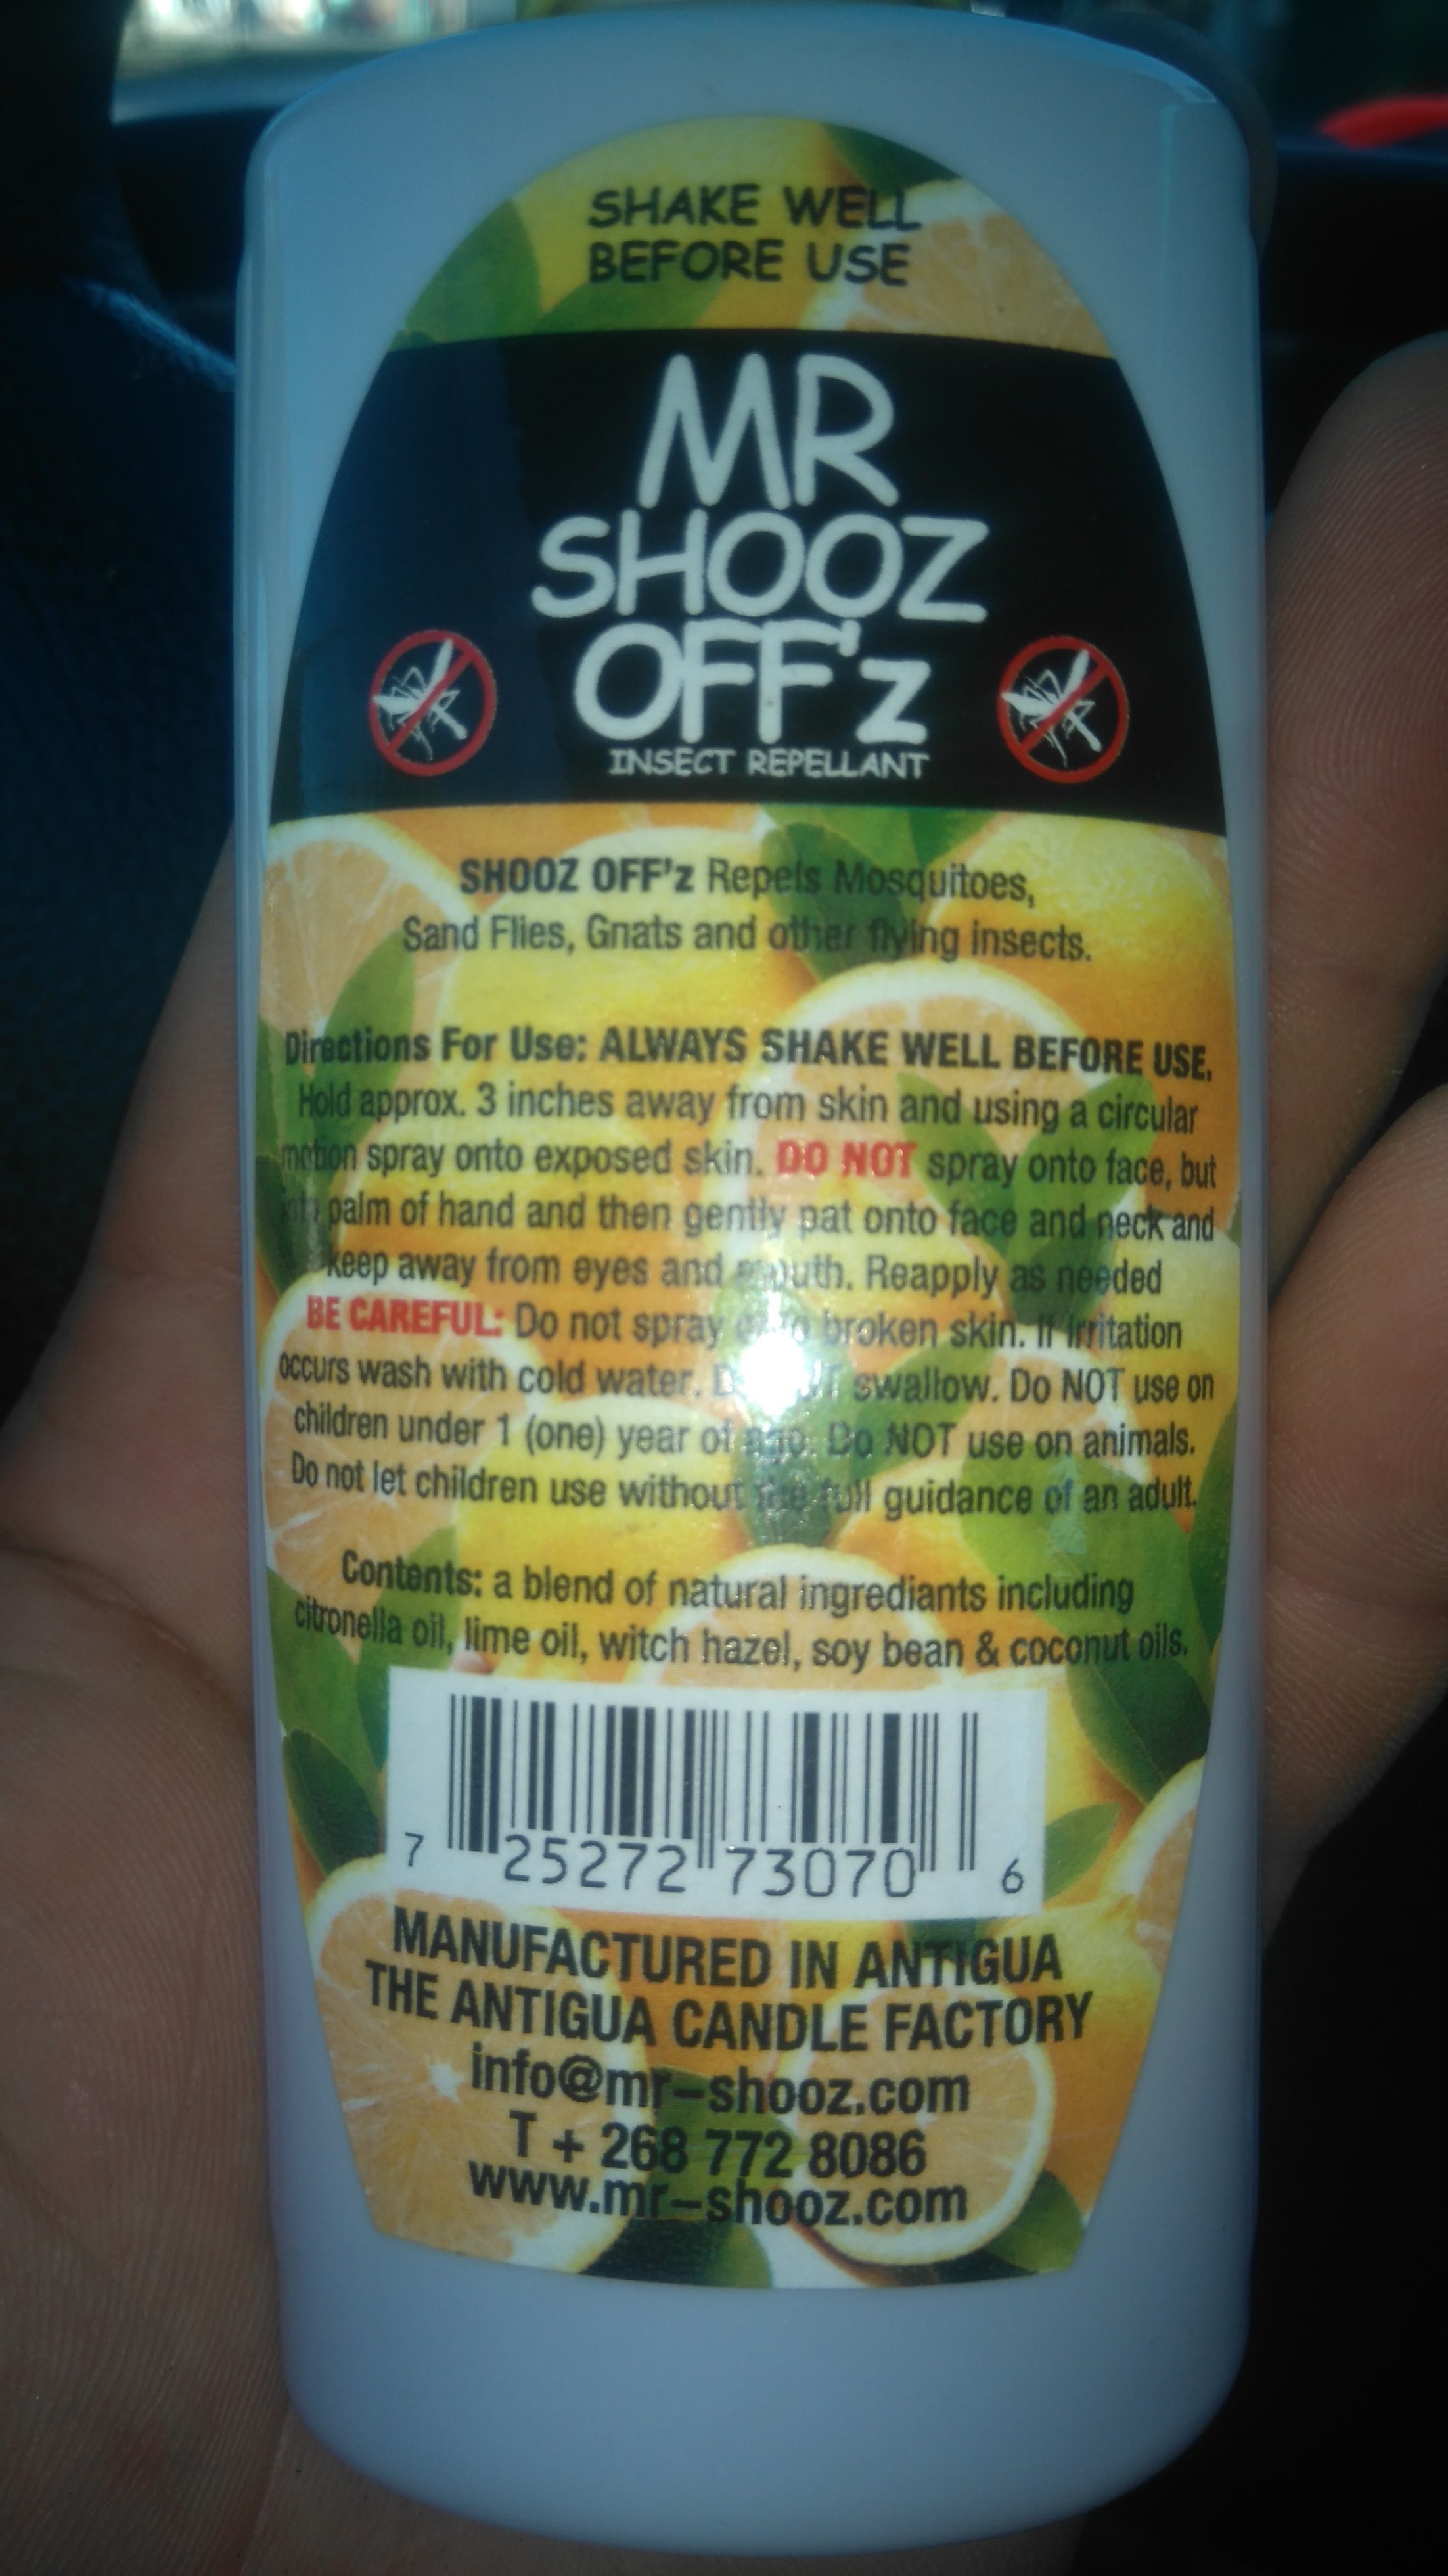 SHAKE WELL
BEFORE USE
MR
SHOOZ
OFF'z
INSECT REPELLANT
SHOOZ OFF'z Repels Mosquitoes,
Sand Flies, Gnats and other flying insects.
Directions For Use: ALWAYS SHAKE WELL BEFORE USE.
Hold approx. 3 inches away from skin and using a circular
motion spray onto exposed skin. DO NOT spray onto face, but
palm of hand and then gently pat onto face and neck and
keep away from eyes and mouth. Reapply as needed
BE CAREFUL: Do not spray broken skin. If irritation
occurs wash with cold water. swallow. Do NOT use on
children under 1 (one) year of age. Do NOT use on animals.
Do not let children use without the full guidance of an adult.
Contents: a blend of natural ingrediants including
citronella oil, lime oil, witch hazel, soy bean & coconut oils.
7 25272 73070 6
MANUFACTURED IN ANTIGUA
THE ANTIGUA CANDLE FACTORY
info@mr-shooz.com
T + 268 772 8086
www.mr-shooz.com